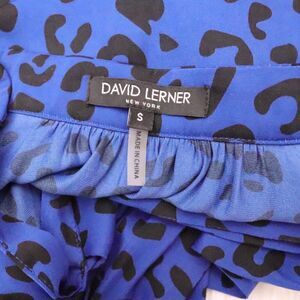 DAVID LERNER
NEW YORK
S
MADE IN CHINA